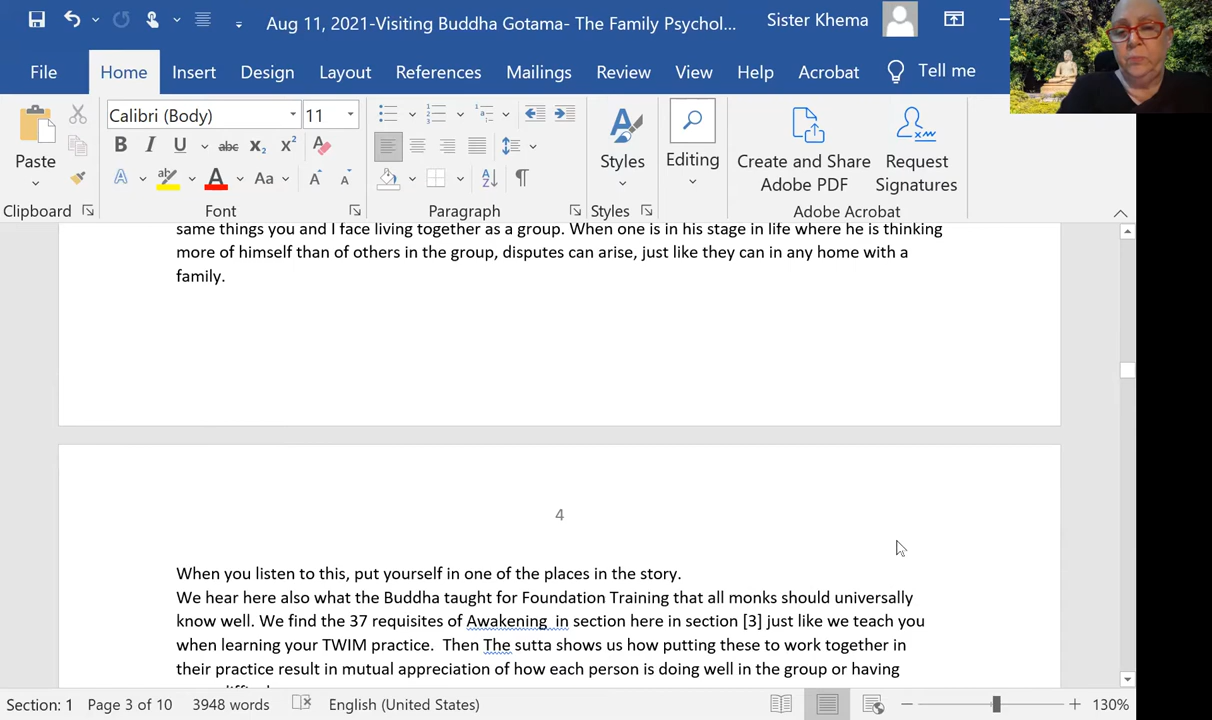 Aug 11, 2021-Visiting Buddha Gotama- The Family Psychol...
Sister Khema
File Home Insert Design Layout References Mailings Review View Help Acrobat Tell me
Calibri (Body) 11
Paste
Styles
Editing
Create and Share Adobe PDF
Request Signatures
Clipboard
Font
Paragraph
Styles
Adobe Acrobat
same things you and I face living together as a group. When one is in his stage in life where he is thinking
more of himself than of others in the group, disputes can arise, just like they can in any home with a
family.
4
When you listen to this, put yourself in one of the places in the story.
We hear here also what the Buddha taught for Foundation Training that all monks should universally
know well. We find the 37 requisites of Awakening  in section here in section [3] just like we teach you
when learning your TWIM practice.  Then The sutta shows us how putting these to work together in
their practice result in mutual appreciation of how each person is doing well in the group or having
Section: 1 Page 3 of 10 3948 words English (United States) 130%